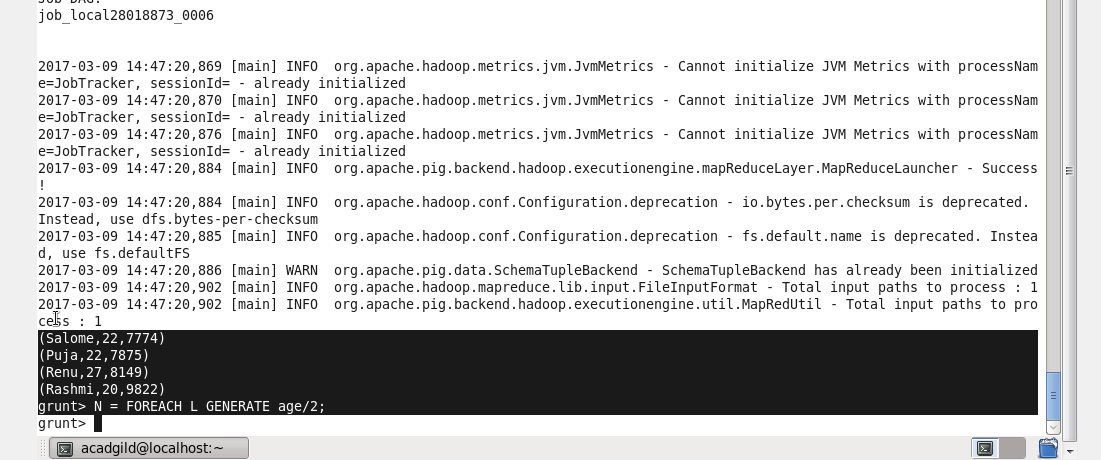 Job DAG:
job_local28018873_0006
2017-03-09 14:47:20,869 [main] INFO  org.apache.hadoop.metrics.jvm.JvmMetrics - Cannot initialize JVM Metrics with processNam
e=JobTracker, sessionId= - already initialized
2017-03-09 14:47:20,870 [main] INFO  org.apache.hadoop.metrics.jvm.JvmMetrics - Cannot initialize JVM Metrics with processNam
e=JobTracker, sessionId= - already initialized
2017-03-09 14:47:20,876 [main] INFO  org.apache.hadoop.metrics.jvm.JvmMetrics - Cannot initialize JVM Metrics with processNam
e=JobTracker, sessionId= - already initialized
2017-03-09 14:47:20,884 [main] INFO  org.apache.pig.backend.hadoop.executionengine.mapReduceLayer.MapReduceLauncher - Success
!
2017-03-09 14:47:20,884 [main] INFO  org.apache.hadoop.conf.Configuration.deprecation - io.bytes.per.checksum is deprecated.
Instead, use dfs.bytes-per-checksum
2017-03-09 14:47:20,885 [main] INFO  org.apache.hadoop.conf.Configuration.deprecation - fs.default.name is deprecated. Instea
d, use fs.defaultFS
2017-03-09 14:47:20,886 [main] WARN  org.apache.pig.data.SchemaTupleBackend - SchemaTupleBackend has already been initialized
2017-03-09 14:47:20,902 [main] INFO  org.apache.hadoop.mapreduce.lib.input.FileInputFormat - Total input paths to process : 1
2017-03-09 14:47:20,902 [main] INFO  org.apache.pig.backend.hadoop.executionengine.util.MapRedUtil - Total input paths to pro
cess : 1
(Salome,22,7774)
(Puja,22,7875)
(Renu,27,8149)
(Rashmi,20,9822)
grunt> N = FOREACH L GENERATE age/2;
grunt>
acadgild@localhost:~